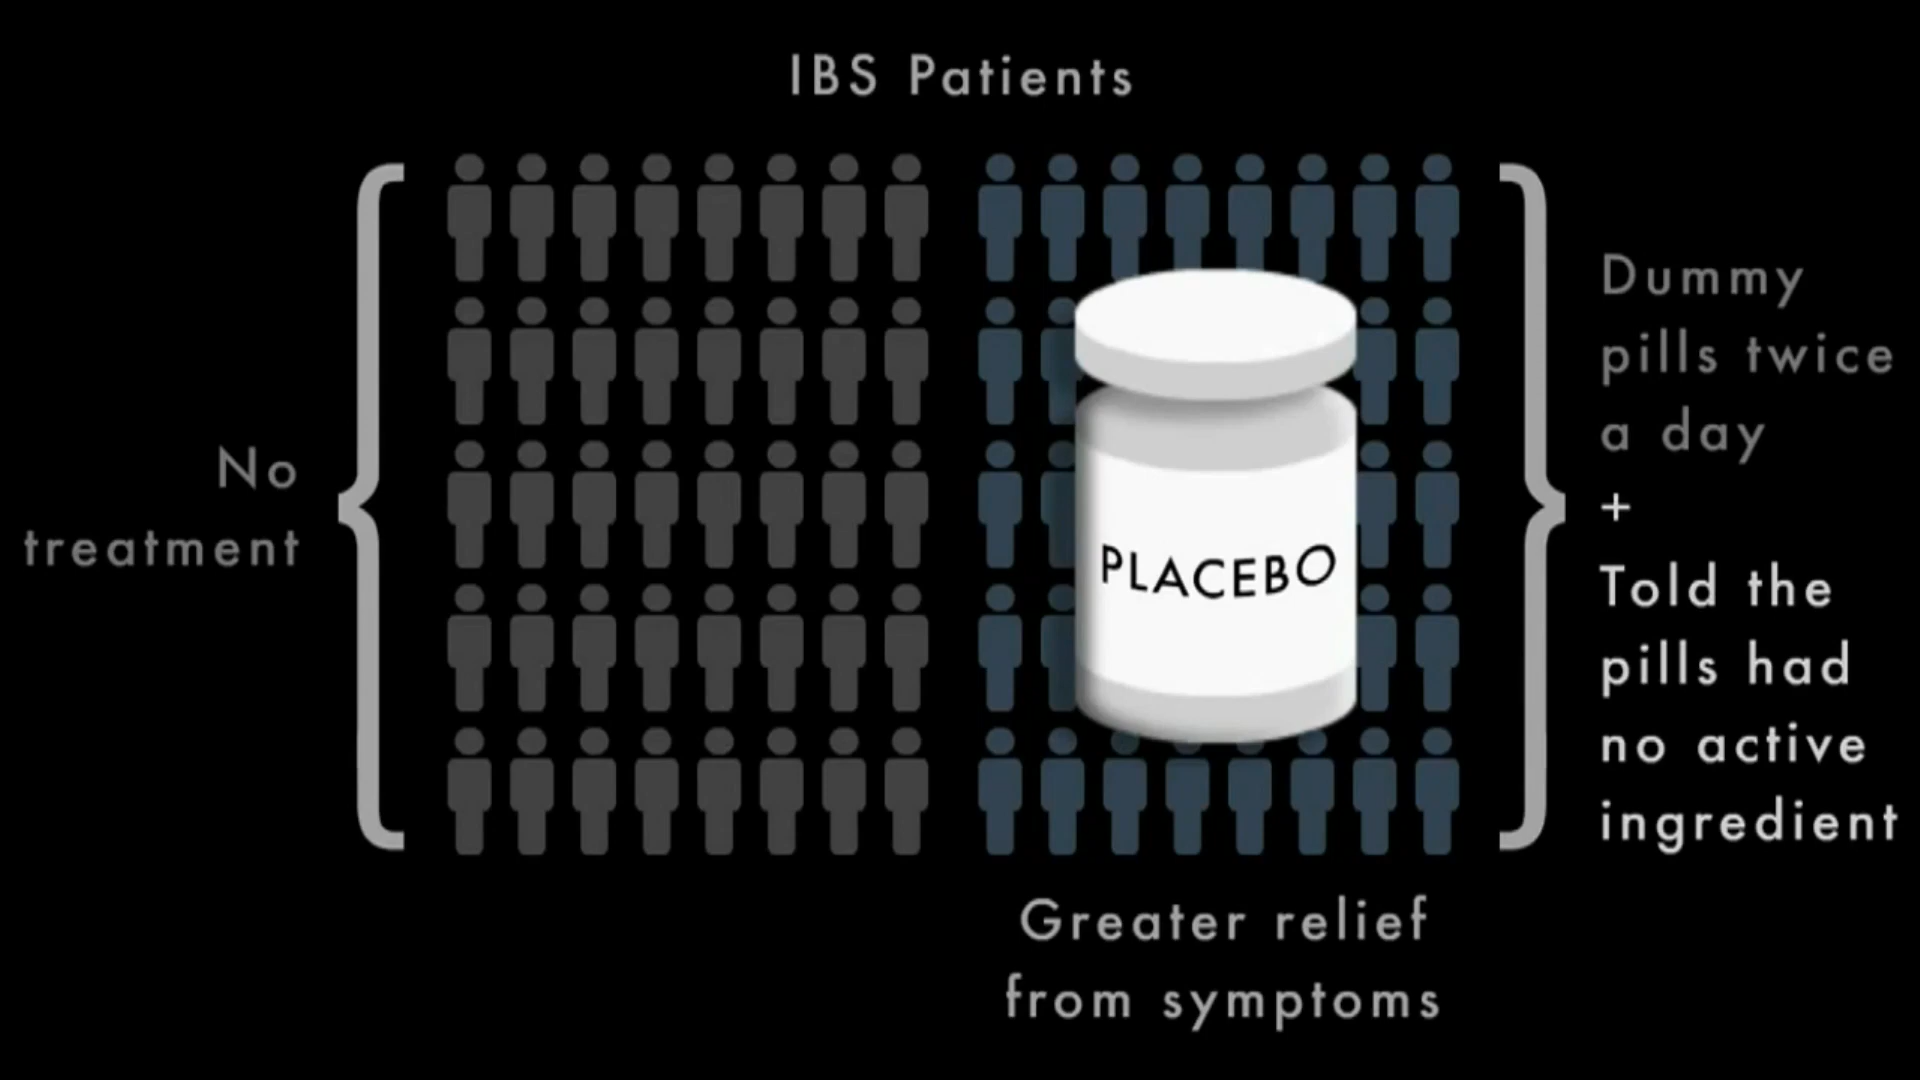 IBS Patients
No
treatment
PLACEBO
Dummy
pills twice
a day
+
Told the
pills had
no active
ingredient
Greater relief
from symptoms